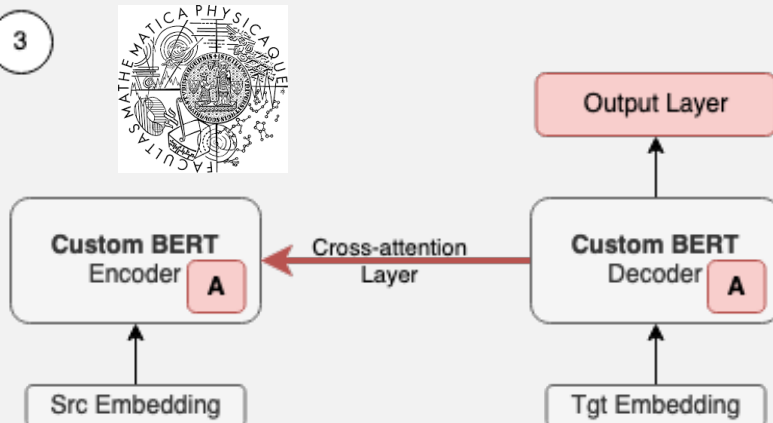 3
FACULTAS MATHEMATICA PHYSICAQUE
Output Layer
Custom BERT
Encoder
A
Cross-attention
Layer
Custom BERT
Decoder
A
Src Embedding
Tgt Embedding